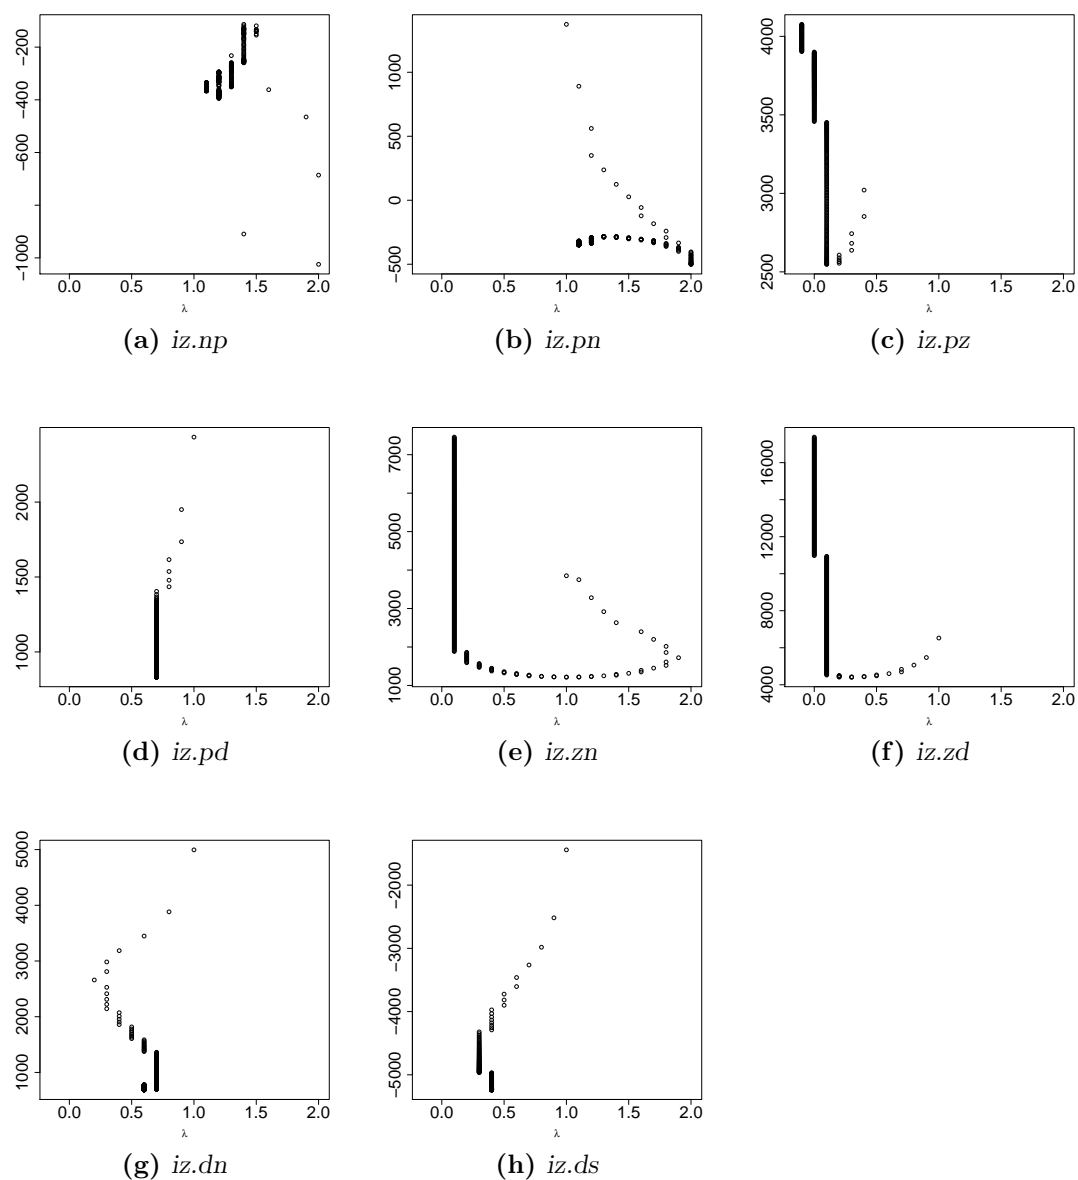 −200
−400
−600
−1000
0.0 0.5 1.0 1.5 2.0
λ
(a) iz.np
1000
500
0
−500
0.0 0.5 1.0 1.5 2.0
λ
(b) iz.pn
4000
3500
3000
2500
0.0 0.5 1.0 1.5 2.0
λ
(c) iz.pz
2000
1500
1000
0.0 0.5 1.0 1.5 2.0
λ
(d) iz.pd
7000
5000
3000
1000
0.0 0.5 1.0 1.5 2.0
λ
(e) iz.zn
16000
12000
8000
4000
0.0 0.5 1.0 1.5 2.0
λ
(f) iz.zd
5000
4000
3000
2000
1000
0.0 0.5 1.0 1.5 2.0
λ
(g) iz.dn
−2000
−3000
−4000
−5000
0.0 0.5 1.0 1.5 2.0
λ
(h) iz.ds